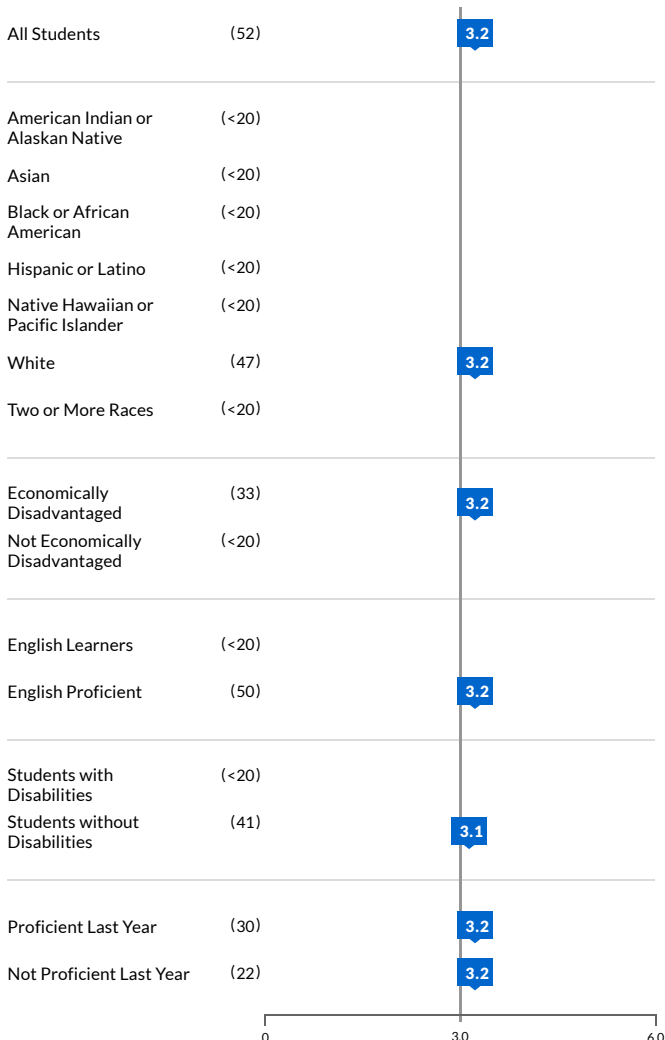 All Students (52) 3.2
American Indian or
Alaskan Native (<20)
Asian (<20)
Black or African
American (<20)
Hispanic or Latino (<20)
Native Hawaiian or
Pacific Islander (<20)
White (47) 3.2
Two or More Races (<20)
Economically
Disadvantaged (33) 3.2
Not Economically
Disadvantaged (<20)
English Learners (<20)
English Proficient (50) 3.2
Students with
Disabilities (<20)
Students without
Disabilities (41) 3.1
Proficient Last Year (30) 3.2
Not Proficient Last Year (22) 3.2
0 3.0 6.0